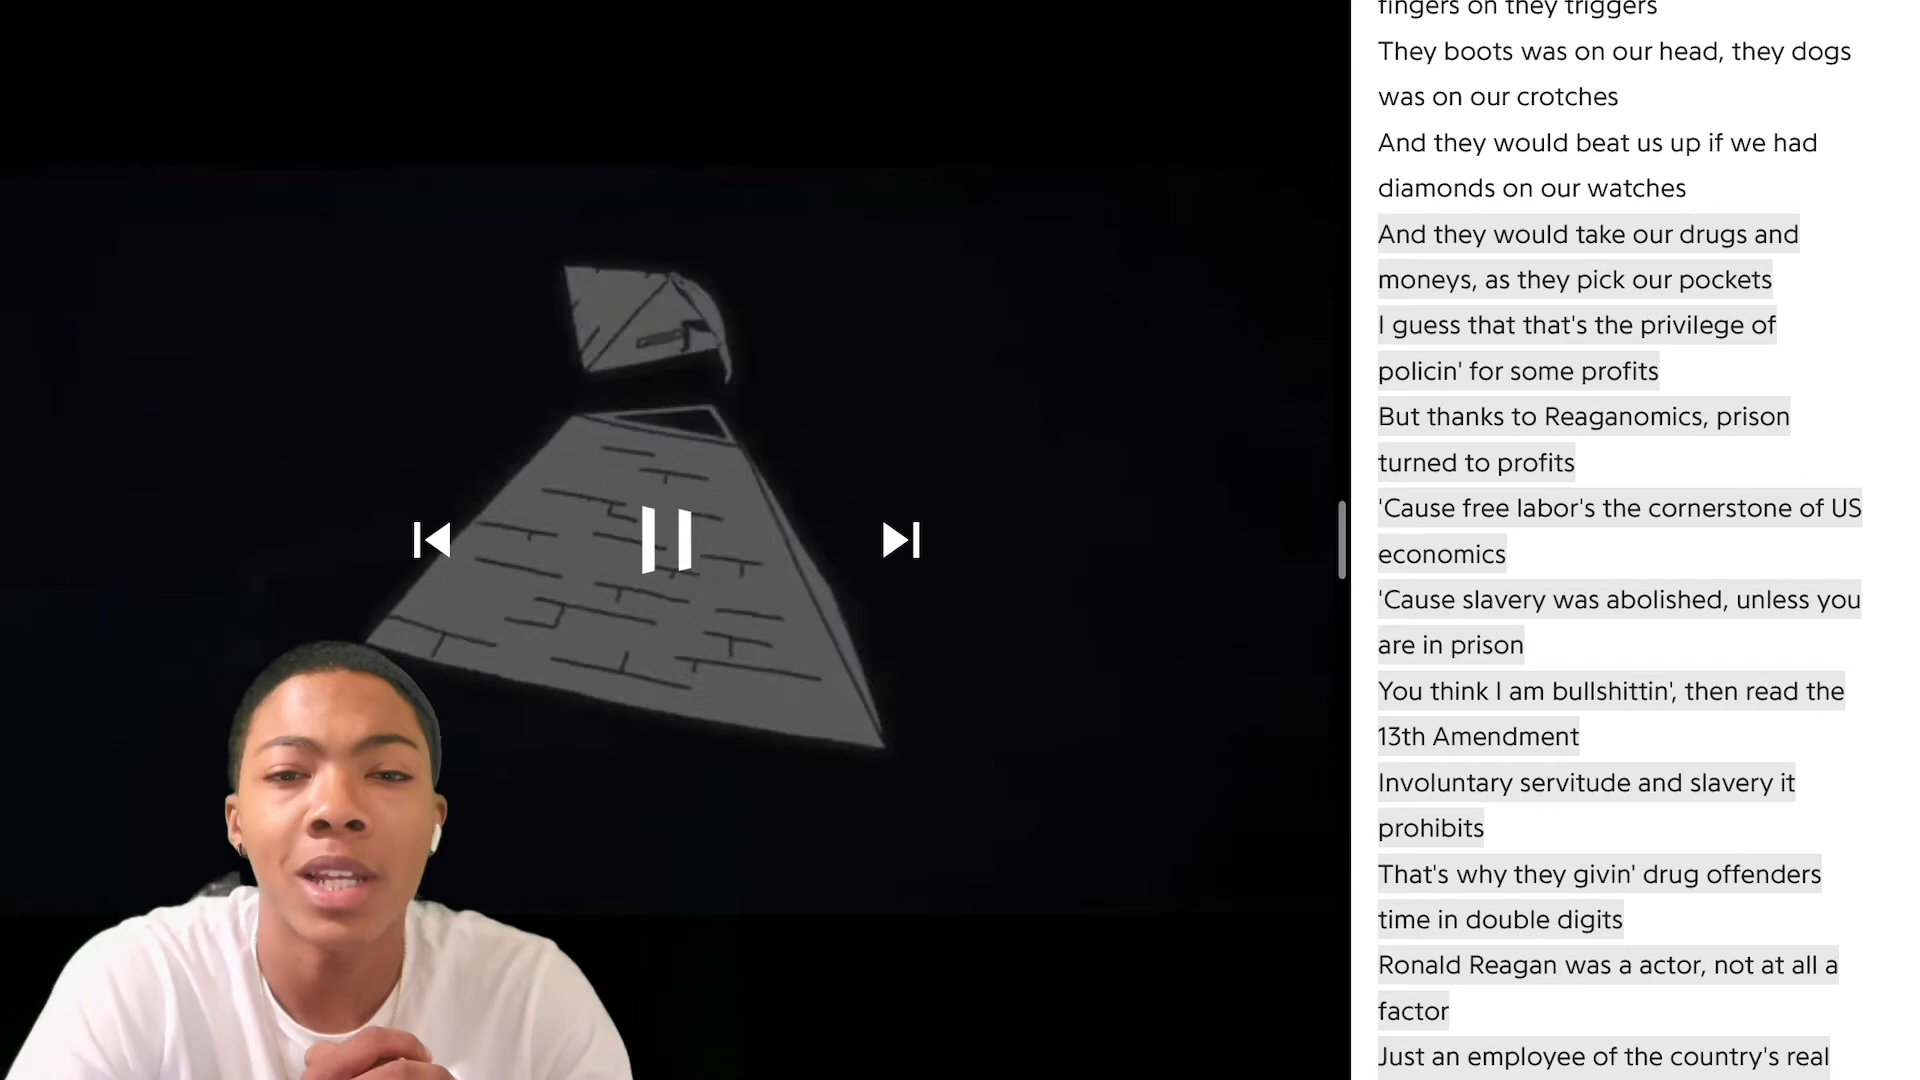 fingers on they triggers
They boots was on our head, they dogs
was on our crotches
And they would beat us up if we had
diamonds on our watches
And they would take our drugs and
moneys, as they pick our pockets
I guess that that's the privilege of
policin' for some profits
But thanks to Reaganomics, prison
turned to profits
'Cause free labor's the cornerstone of US
economics
'Cause slavery was abolished, unless you
are in prison
You think I am bullshittin', then read the
13th Amendment
Involuntary servitude and slavery it
prohibits
That's why they givin' drug offenders
time in double digits
Ronald Reagan was a actor, not at all a
factor
Just an employee of the country's real